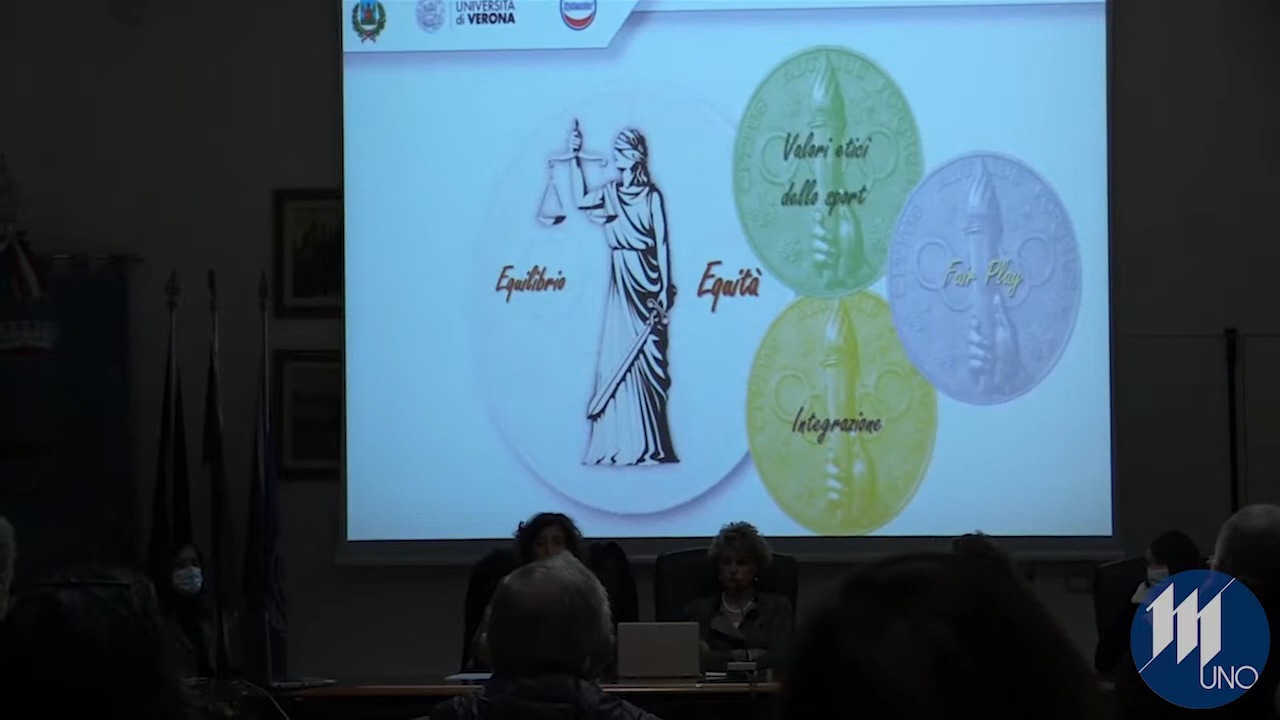 UNIVERSITÀ
di VERONA
Valori etici
dello sport
Equilibrio
Equità
Fair Play
Integrazione
M
UNO